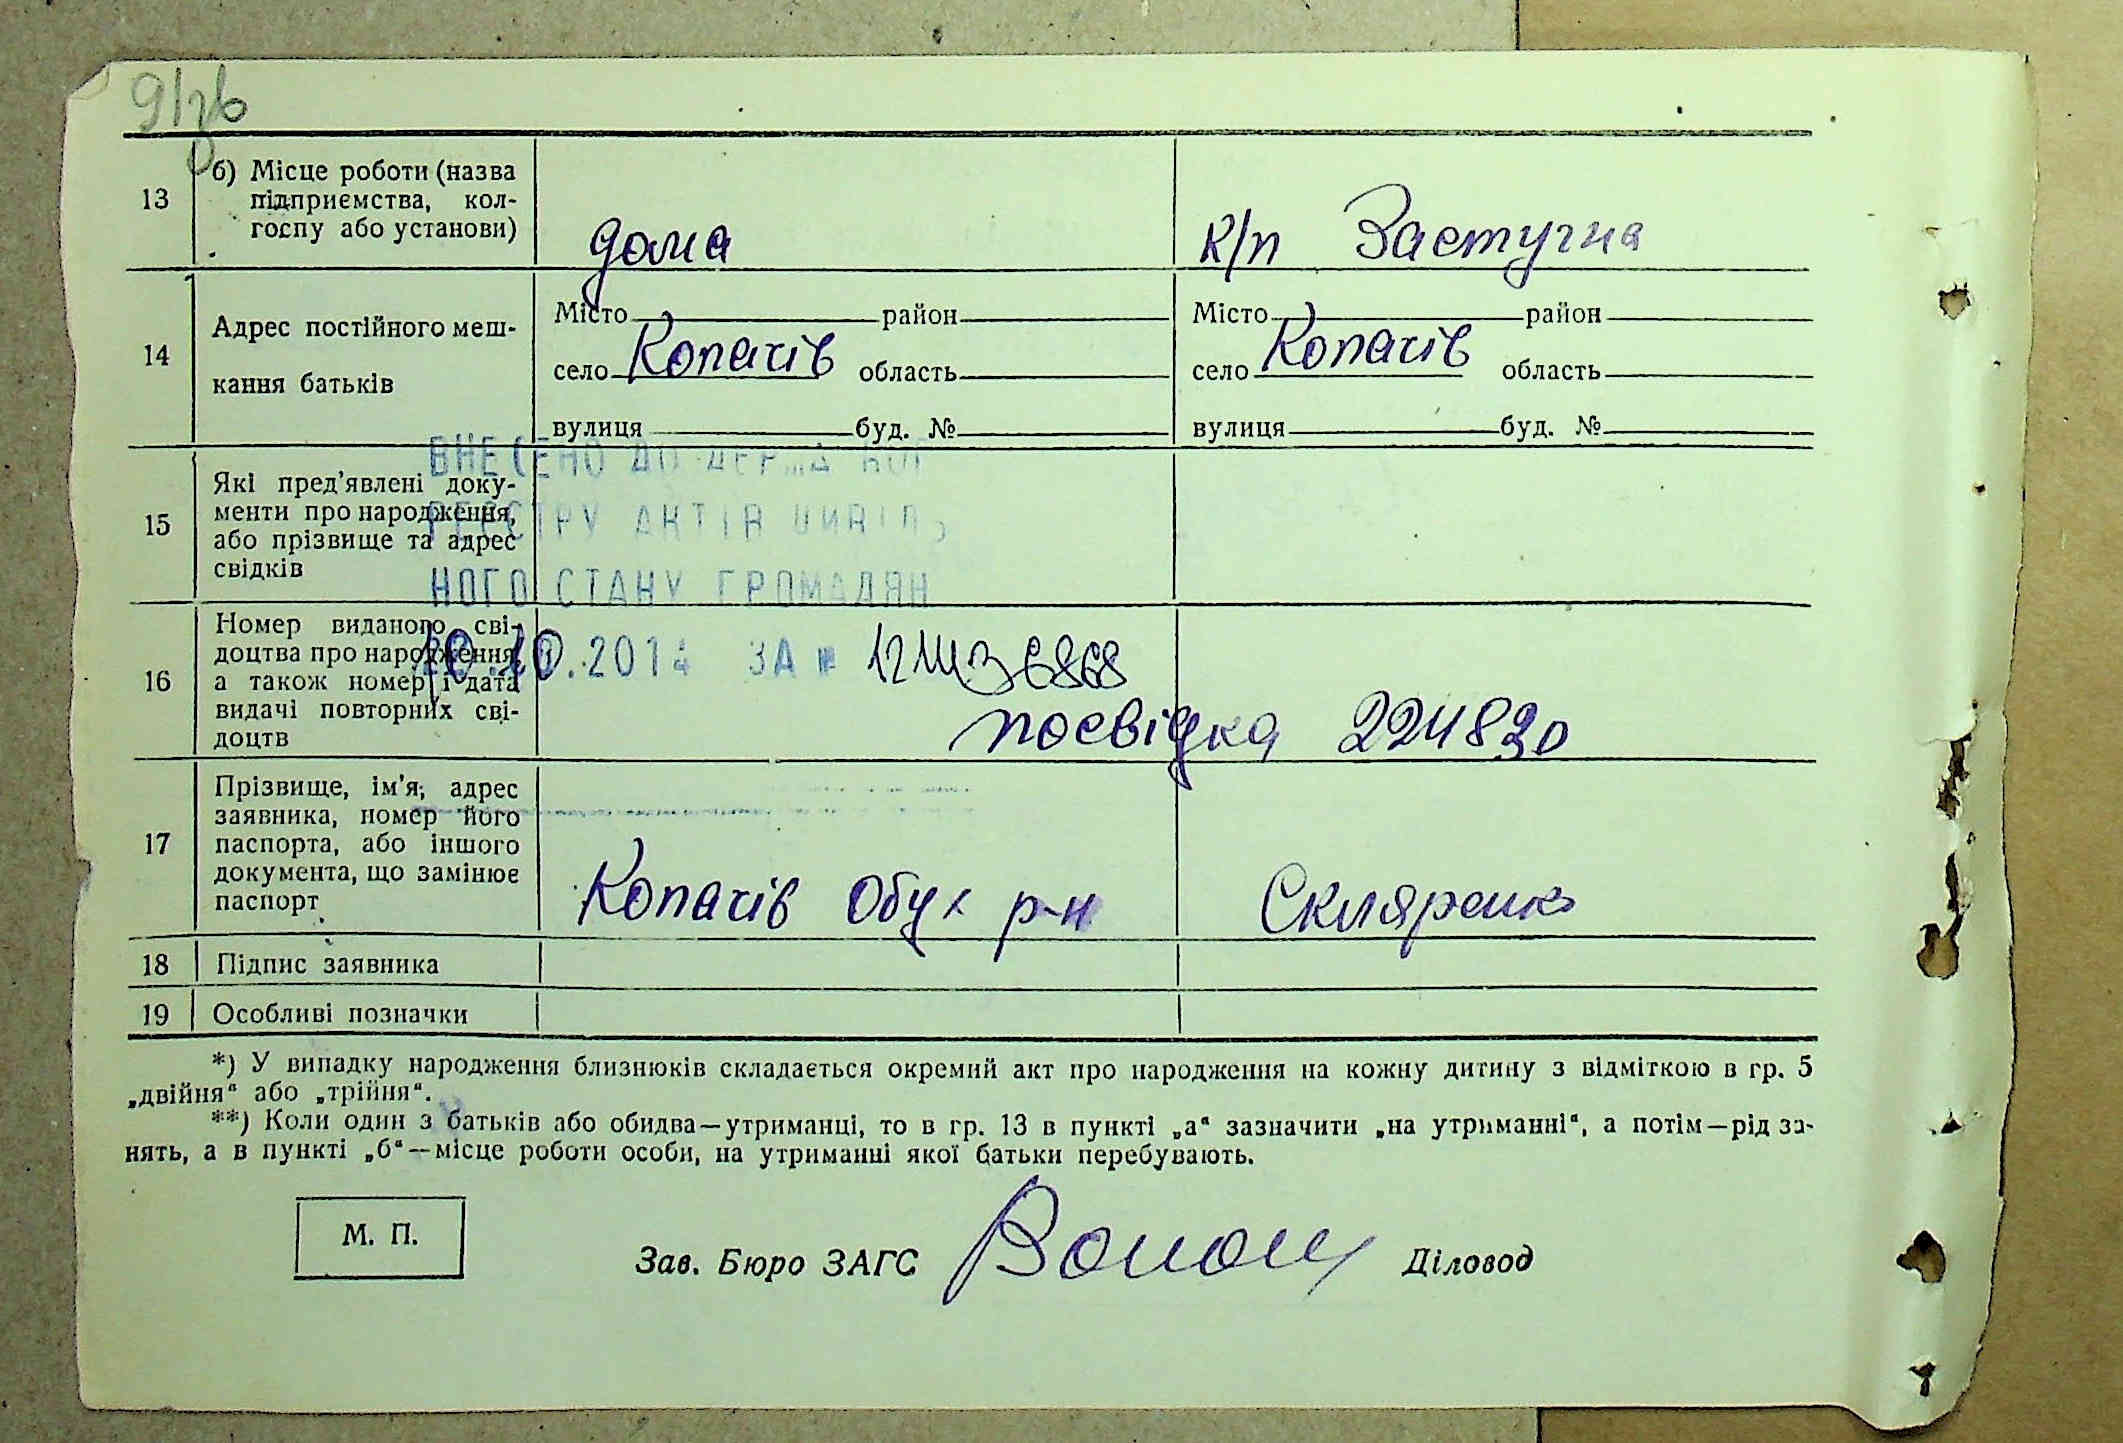 13
б) Місце роботи (назва
підприємства, кол-
госпу або установи)
дома
к/п Застугна
14
Адрес постійного меш-
кання батьків
Місто район
село Копачів область
вулиця буд. №
Місто район
село Копачів область
вулиця буд. №
15
Які пред'явлені доку-
менти про народження,
або прізвище та адрес
свідків
ВНЕСЕНО ДО
РЕЄСТРУ АКТІВ ЦИВІЛЬ
НОГО СТАНУ ГРОМАДЯН
16
Номер виданого сві-
доцтва про народження,
а також номер і дата
видачі повторних сві-
доцтв
ЗА №
посвідка 224830
17
Прізвище, ім'я, адрес
заявника, номер його
паспорта, або іншого
документа, що замінює
паспорт
Копачів Обух р-н
Скляренко
18 Підпис заявника
19 Особливі позначки
*) У випадку народження близнюків складається окремий акт про народження на кожну дитину з відміткою в гр. 5
„двійня“ або „трійня“.
**) Коли один з батьків або обидва—утриманці, то в гр. 13 в пункті „а“ зазначити „на утриманні“, а потім—рід за-
нять, а в пункті „б“—місце роботи особи, на утриманні якої батьки перебувають.
М. П.
Зав. Бюро ЗАГС
Діловод